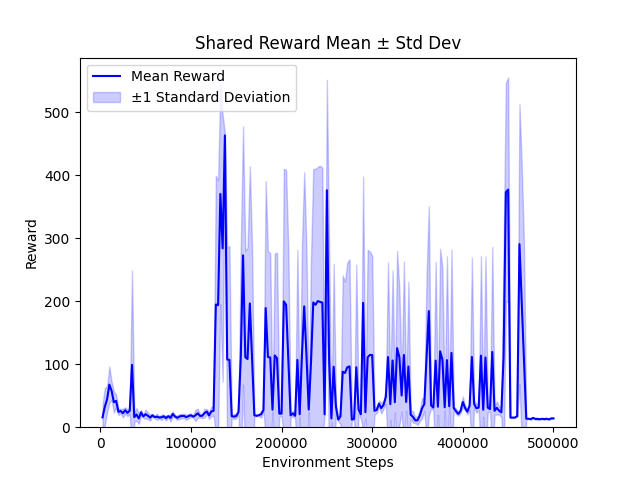 Shared Reward Mean ± Std Dev
Mean Reward
±1 Standard Deviation
Reward
500
400
300
200
100
0
0 100000 200000 300000 400000 500000
Environment Steps